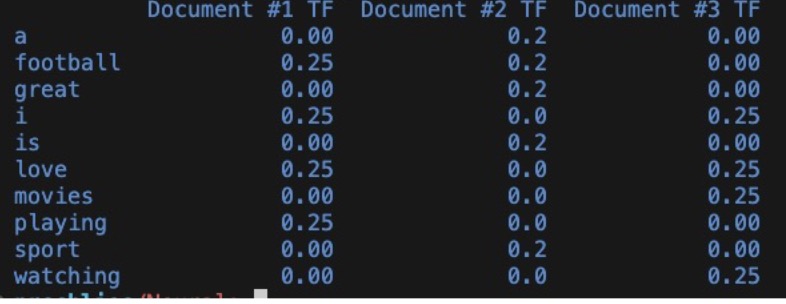 Document #1 TF  Document #2 TF  Document #3 TF
a 0.00 0.2 0.00
football 0.25 0.2 0.00
great 0.00 0.2 0.00
i 0.25 0.0 0.25
is 0.00 0.2 0.00
love 0.25 0.0 0.25
movies 0.00 0.0 0.25
playing 0.25 0.0 0.00
sport 0.00 0.2 0.00
watching 0.00 0.0 0.25